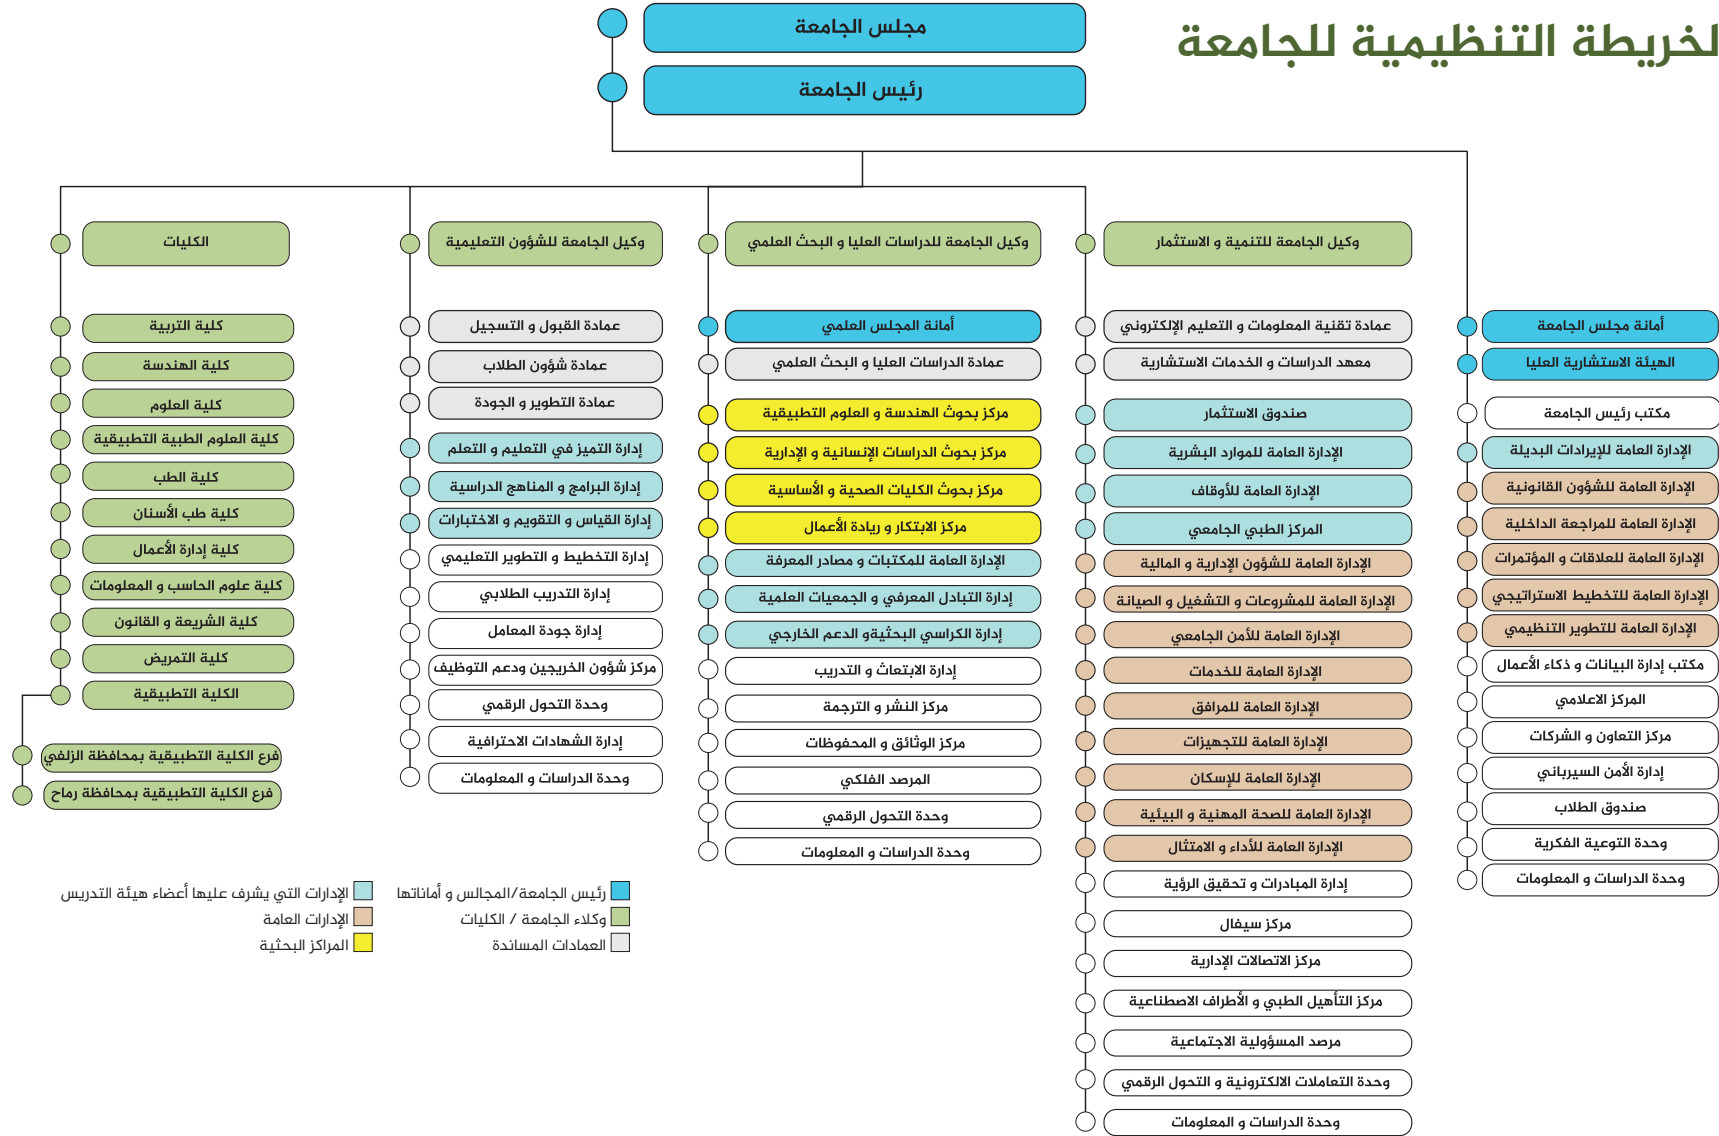 لخريطة التنظيمية للجامعة
مجلس الجامعة
رئيس الجامعة
أمانة مجلس الجامعة
الهيئة الاستشارية العليا
مكتب رئيس الجامعة
الإدارة العامة للإيرادات البديلة
الإدارة العامة للشؤون القانونية
الإدارة العامة للمراجعة الداخلية
الإدارة العامة للعلاقات و المؤتمرات
الإدارة العامة للتخطيط الاستراتيجي
الإدارة العامة للتطوير التنظيمي
مكتب إدارة البيانات و ذكاء الأعمال
المركز الاعلامي
مركز التعاون و الشركات
إدارة الأمن السيبرباني
صندوق الطلاب
وحدة التوعية الفكرية
وحدة الدراسات و المعلومات
وكيل الجامعة للتنمية و الاستثمار
عمادة تقنية المعلومات و التعليم الإلكتروني
معهد الدراسات و الخدمات الاستشارية
صندوق الاستثمار
الإدارة العامة للموارد البشرية
الإدارة العامة للأوقاف
المركز الطبي الجامعي
الإدارة العامة للشؤون الإدارية و المالية
الإدارة العامة للمشروعات و التشغيل و الصيانة
الإدارة العامة للأمن الجامعي
الإدارة العامة للخدمات
الإدارة العامة للمرافق
الإدارة العامة للتجهيزات
الإدارة العامة للإسكان
الإدارة العامة للصحة المهنية و البيئية
الإدارة العامة للأداء و الامتثال
إدارة المبادرات و تحقيق الرؤية
مركز سيفال
مركز الاتصالات الإدارية
مركز التأهيل الطبي و الأطراف الاصطناعية
مرصد المسؤولية الاجتماعية
وحدة التعاملات الالكترونية و التحول الرقمي
وحدة الدراسات و المعلومات
وكيل الجامعة للدراسات العليا و البحث العلمي
أمانة المجلس العلمي
عمادة الدراسات العليا و البحث العلمي
مركز بحوث الهندسة و العلوم التطبيقية
مركز بحوث الدراسات الإنسانية و الإدارية
مركز بحوث الكليات الصحية و الأساسية
مركز الابتكار و ريادة الأعمال
الإدارة العامة للمكتبات و مصادر المعرفة
إدارة التبادل المعرفي و الجمعيات العلمية
إدارة الكراسي البحثيةو الدعم الخارجي
إدارة الابتعاث و التدريب
مركز النشر و الترجمة
مركز الوثائق و المحفوظات
المرصد الفلكي
وحدة التحول الرقمي
وحدة الدراسات و المعلومات
وكيل الجامعة للشؤون التعليمية
عمادة القبول و التسجيل
عمادة شؤون الطلاب
عمادة التطوير و الجودة
إدارة التميز في التعليم و التعلم
إدارة البرامج و المناهج الدراسية
إدارة القياس و التقويم و الاختبارات
إدارة التخطيط و التطوير التعليمي
إدارة التدريب الطلابي
إدارة جودة المعامل
مركز شؤون الخريجين ودعم التوظيف
وحدة التحول الرقمي
إدارة الشهادات الاحترافية
وحدة الدراسات و المعلومات
الكليات
كلية التربية
كلية الهندسة
كلية العلوم
كلية العلوم الطبية التطبيقية
كلية الطب
كلية طب الأسنان
كلية إدارة الأعمال
كلية علوم الحاسب و المعلومات
كلية الشريعة و القانون
كلية التمريض
الكلية التطبيقية
فرع الكلية التطبيقية بمحافظة الزلفي
فرع الكلية التطبيقية بمحافظة رماح
رئيس الجامعة/المجالس و أماناتها
وكلاء الجامعة / الكليات
العمادات المساندة
الإدارات التي يشرف عليها أعضاء هيئة التدريس
الإدارات العامة
المراكز البحثية